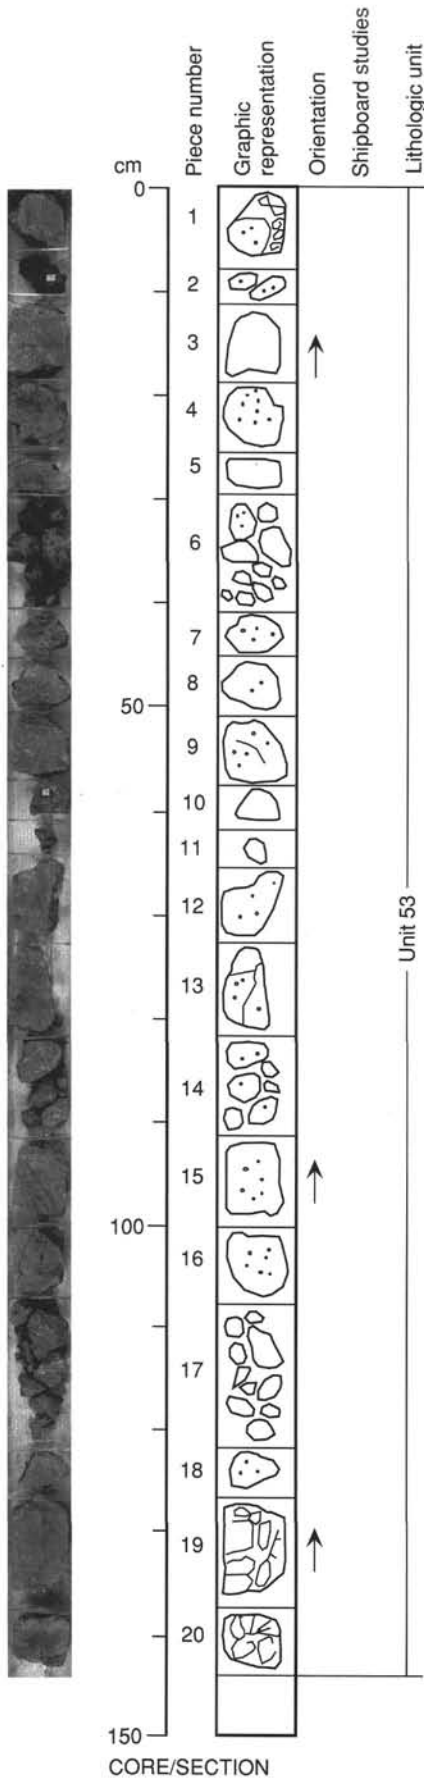 cm
Piece number
Graphic
representation
Orientation
Shipboard studies
Lithologic unit
0
1
2
3
4
5
6
7
50
8
9
10
11
12
Unit 53
13
14
15
100
16
17
18
19
20
150
CORE/SECTION